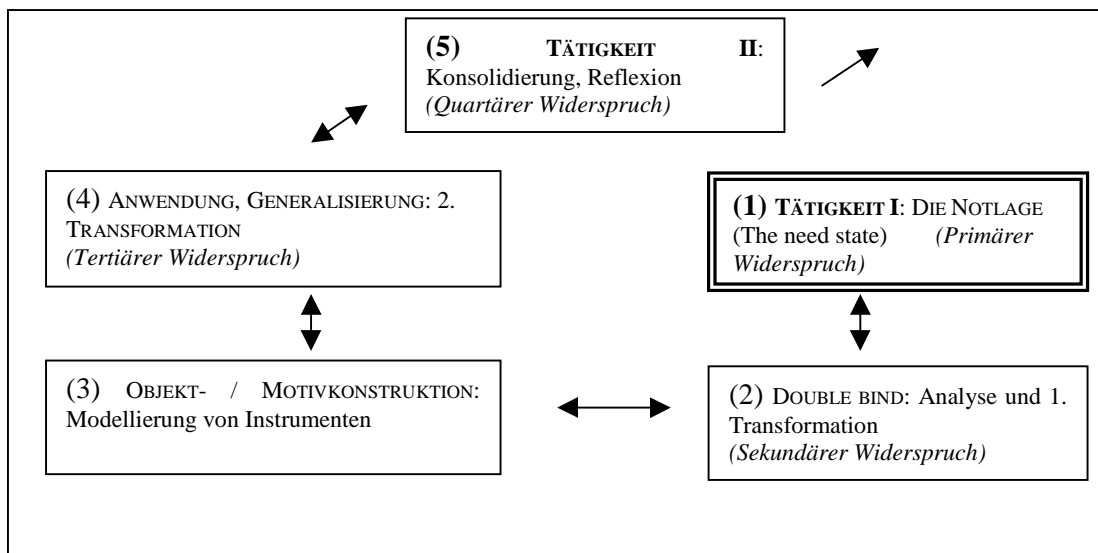 (5) TÄTIGKEIT II:
Konsolidierung, Reflexion
(Quartärer Widerspruch)
(4) ANWENDUNG, GENERALISIERUNG: 2.
TRANSFORMATION
(Tertiärer Widerspruch)
(1) TÄTIGKEIT I: DIE NOTLAGE
(The need state) (Primärer
Widerspruch)
(3) OBJEKT- / MOTIVKONSTRUKTION:
Modellierung von Instrumenten
(2) DOUBLE BIND: Analyse und 1.
Transformation
(Sekundärer Widerspruch)